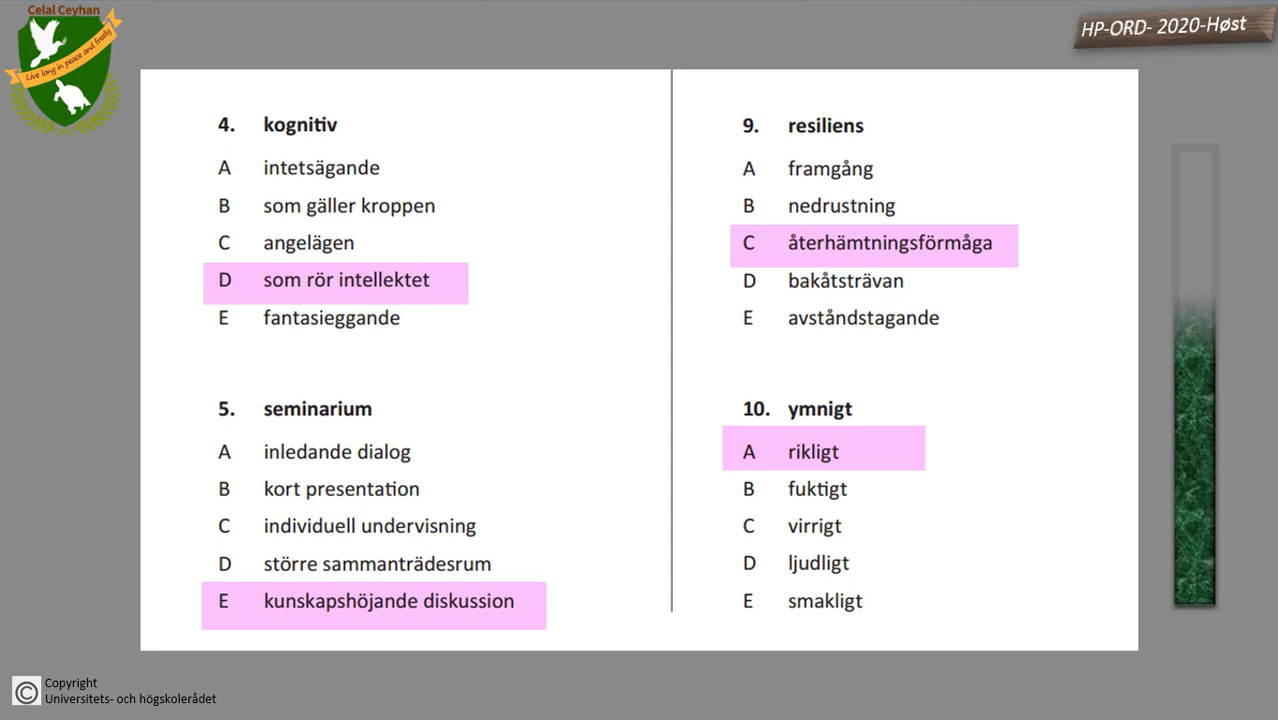 Celal Ceyhan
Live long in peace and freely
HP-ORD- 2020-Høst
4. kognitiv
A intetsägande
B som gäller kroppen
C angelägen
D som rör intellektet
E fantasieggande
5. seminarium
A inledande dialog
B kort presentation
C individuell undervisning
D större sammanträdesrum
E kunskapshöjande diskussion
9. resiliens
A framgång
B nedrustning
C återhämtningsförmåga
D bakåtsträvan
E avståndstagande
10. ymnigt
A rikligt
B fuktigt
C virrigt
D ljudligt
E smakligt
© Copyright
Universitets- och högskolerådet